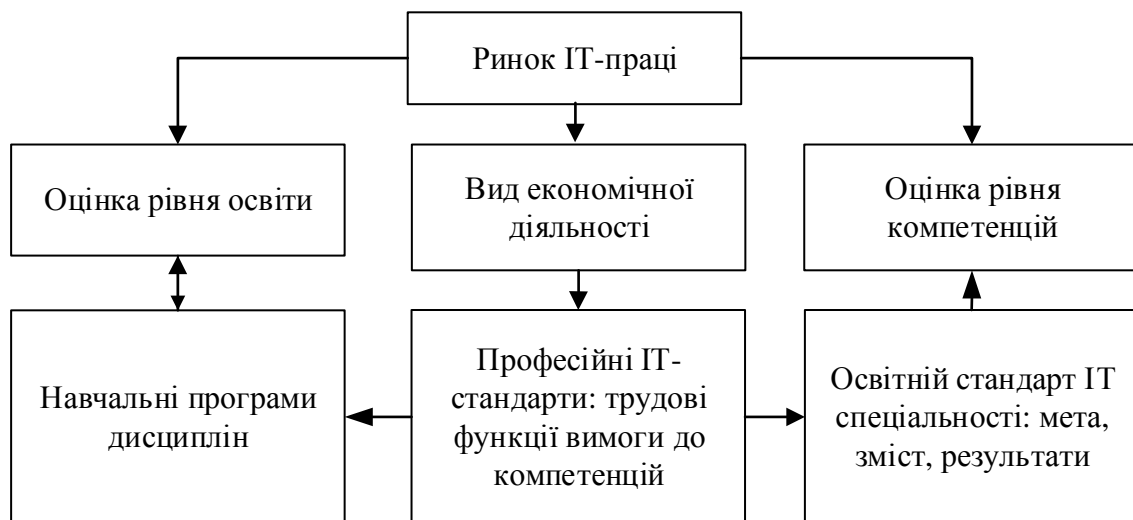 Ринок ІТ-праці
Оцінка рівня освіти
Вид економічної
діяльності
Оцінка рівня
компетенцій
Навчальні програми
дисциплін
Професійні ІТ-
стандарти: трудові
функції вимоги до
компетенцій
Освітній стандарт ІТ
спеціальності: мета,
зміст, результати